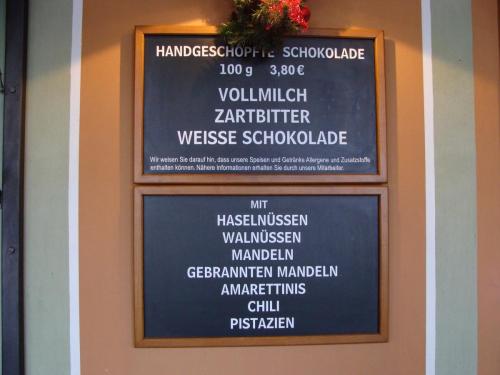 HANDGESCHÖPFTE SCHOKOLADE
100 g 3,80 €
VOLLMILCH
ZARTBITTER
WEISSE SCHOKOLADE
Wir weisen Sie darauf hin, dass unsere Speisen und Getränke Allergene und Zusatzstoffe
enthalten können. Nähere Informationen erhalten Sie durch unsere Mitarbeiter.
MIT
HASELNÜSSEN
WALNÜSSEN
MANDELN
GEBRANNTEN MANDELN
AMARETTINIS
CHILI
PISTAZIEN